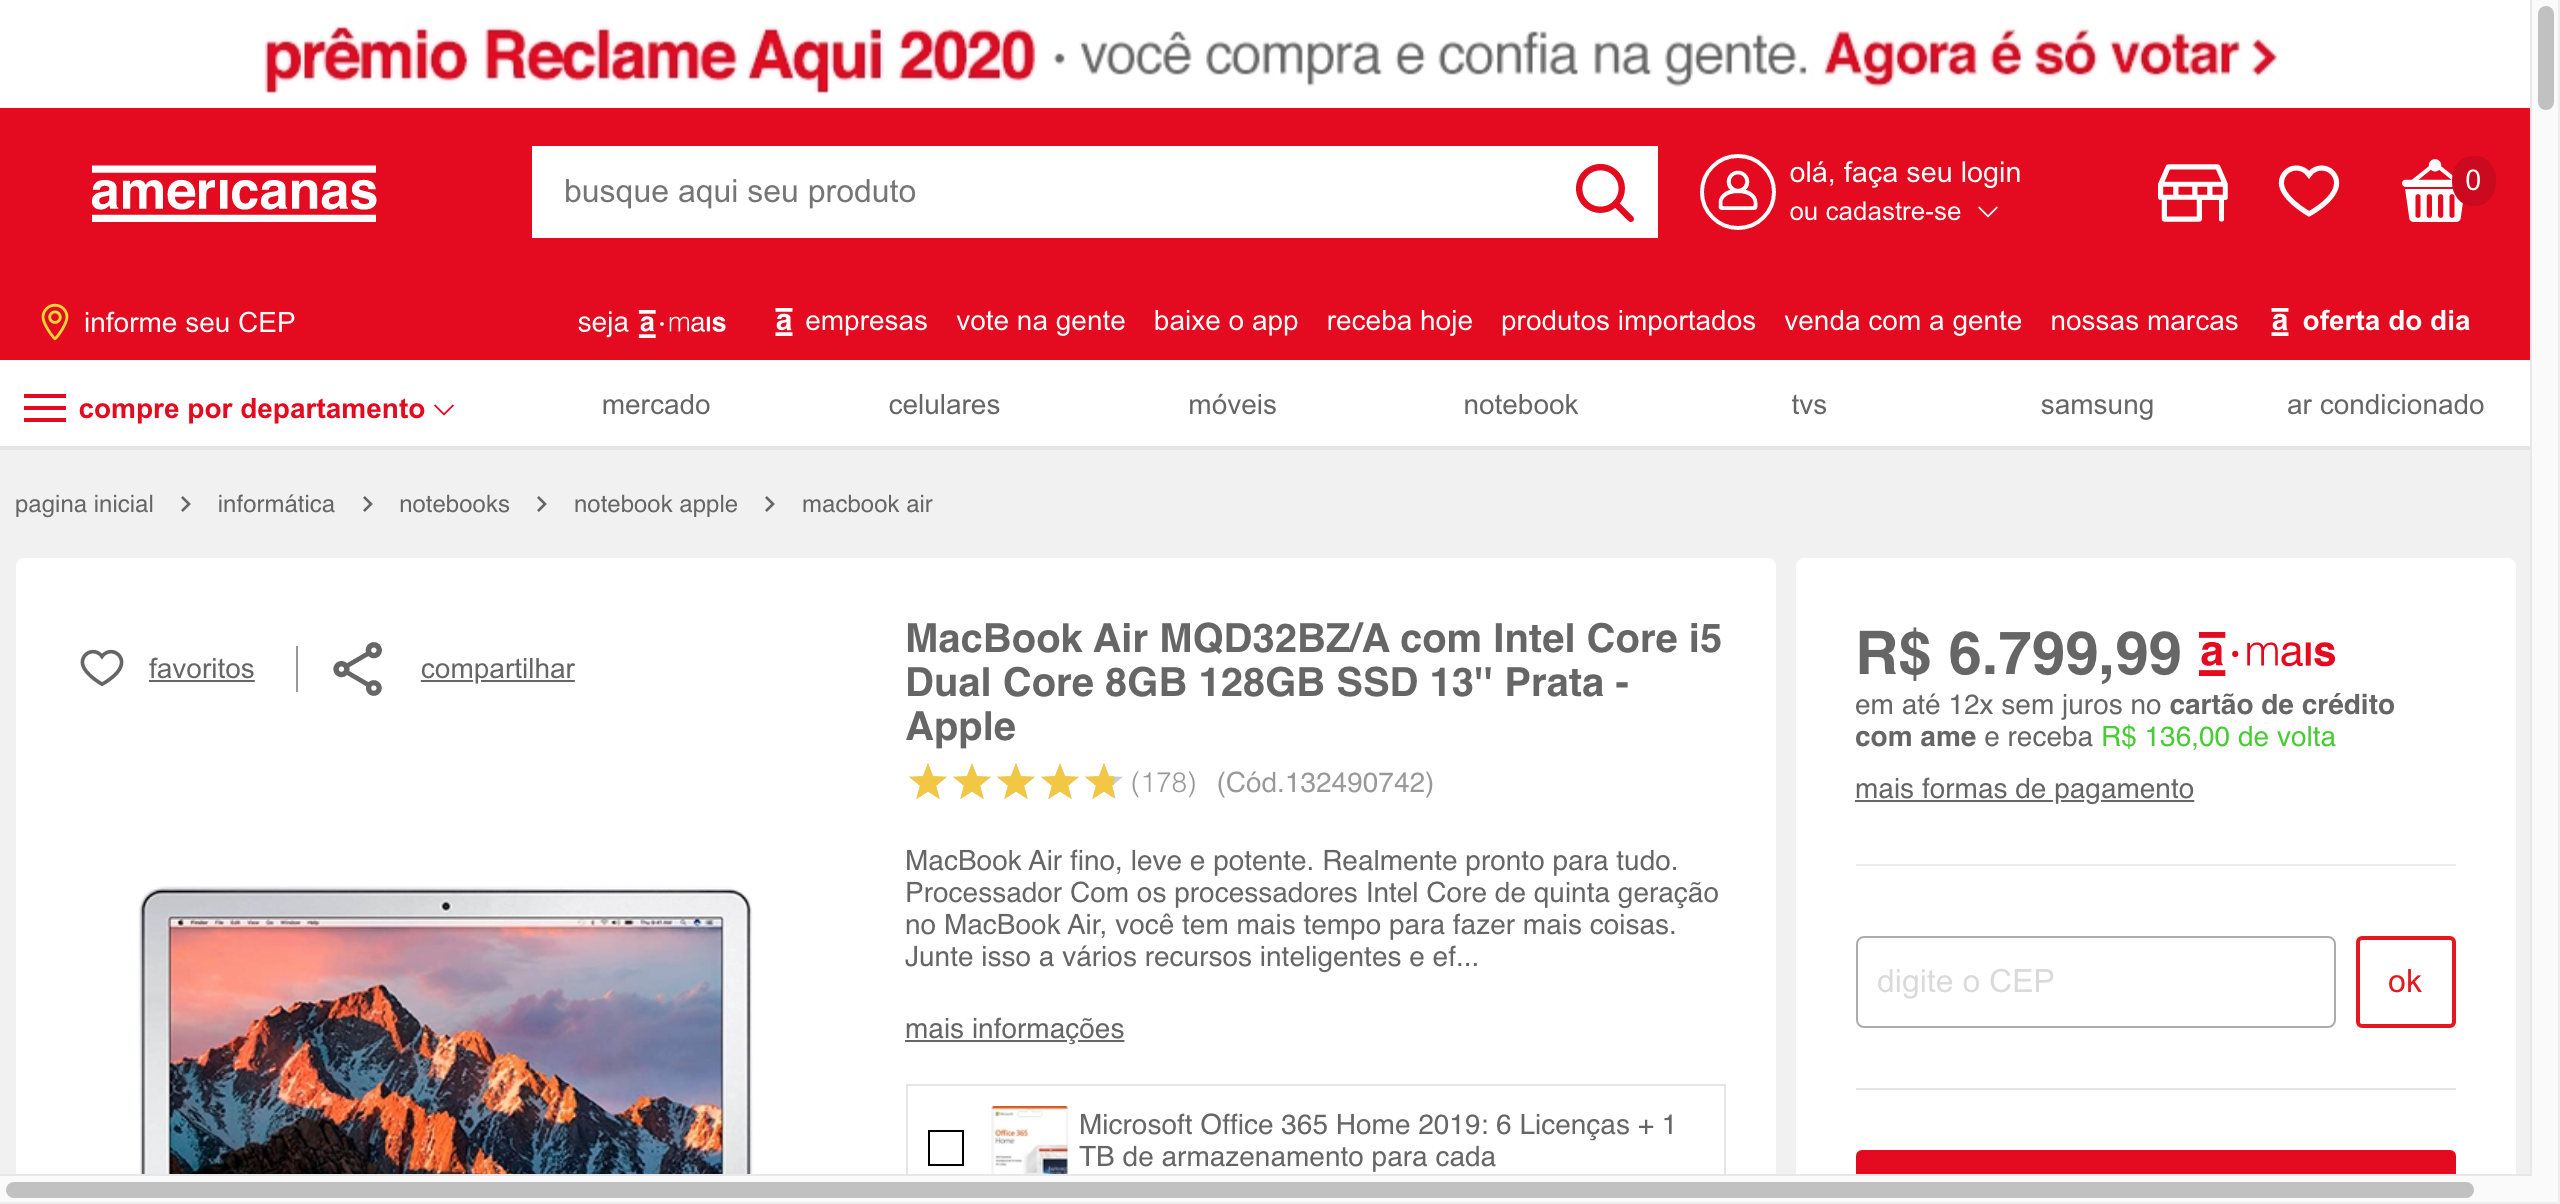 prêmio Reclame Aqui 2020 · você compra e confia na gente. Agora é só votar >
americanas
busque aqui seu produto
olá, faça seu login
ou cadastre-se
0
informe seu CEP
seja a·mais
a empresas
vote na gente
baixe o app
receba hoje
produtos importados
venda com a gente
nossas marcas
a oferta do dia
compre por departamento
mercado
celulares
móveis
notebook
tvs
samsung
ar condicionado
pagina inicial > informática > notebooks > notebook apple > macbook air
favoritos
compartilhar
MacBook Air MQD32BZ/A com Intel Core i5
Dual Core 8GB 128GB SSD 13" Prata -
Apple
(178) (Cód.132490742)
MacBook Air fino, leve e potente. Realmente pronto para tudo.
Processador Com os processadores Intel Core de quinta geração
no MacBook Air, você tem mais tempo para fazer mais coisas.
Junte isso a vários recursos inteligentes e ef...
mais informações
Office 365
Home
Microsoft Office 365 Home 2019: 6 Licenças + 1
TB de armazenamento para cada
R$ 6.799,99 a·mais
em até 12x sem juros no cartão de crédito
com ame e receba R$ 136,00 de volta
mais formas de pagamento
digite o CEP
ok